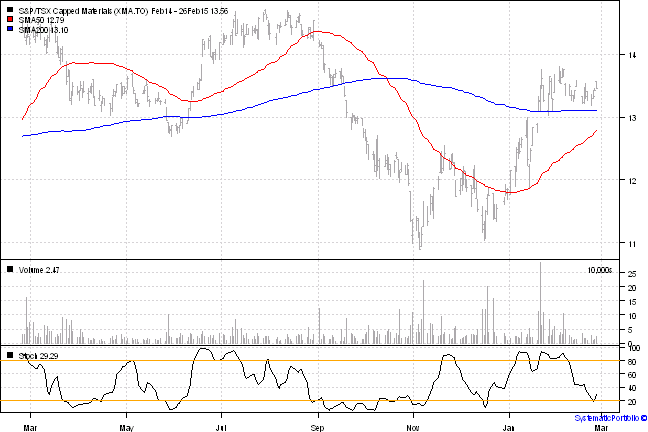 S&P/TSX Capped Materials (XMA.TO) Feb14 - 26Feb15 13.56
SMA50 12.79
SMA200 13.10
14
13
12
11
Volume 2.47
10,000s
25
20
15
10
5
0
Stoch 29.29
100
80
60
40
20
Mar May Jul Sep Nov Jan Mar
SystematicPortfolio ©